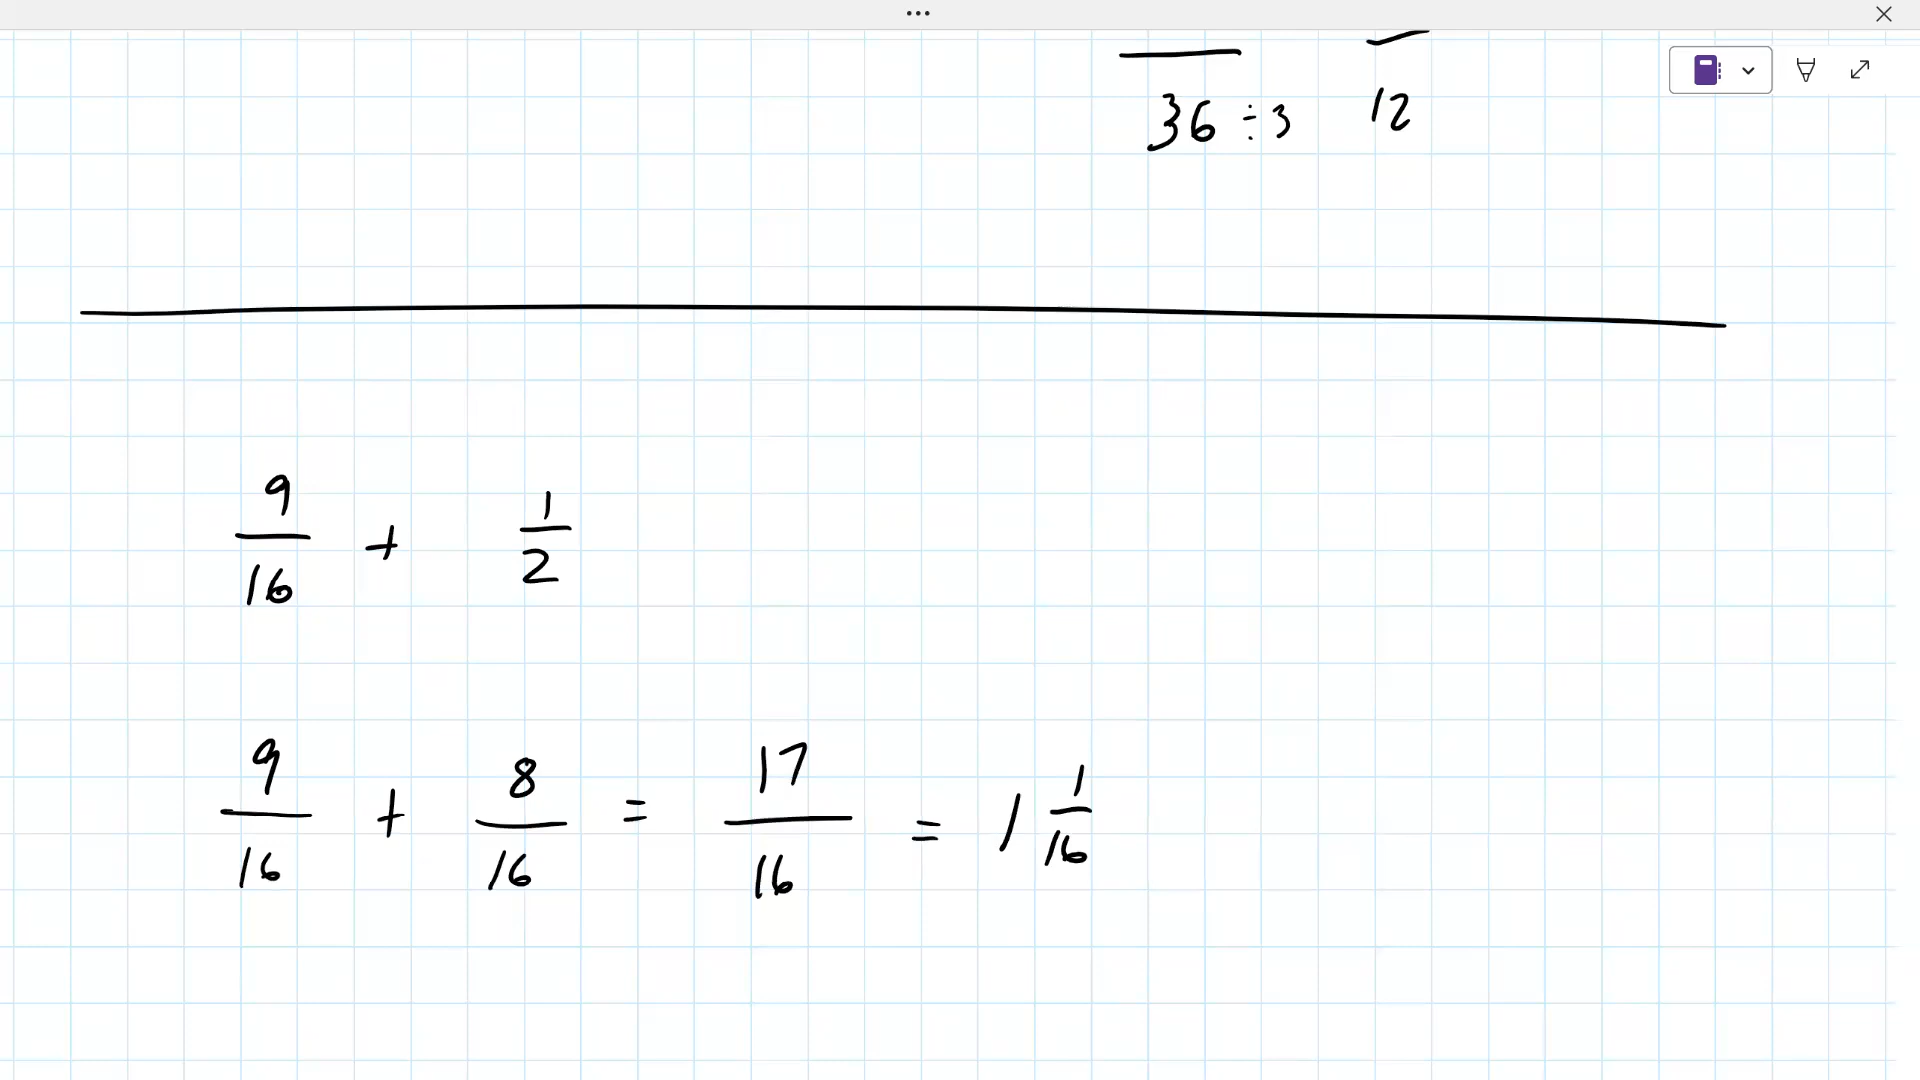 36 ÷ 3 12
9/16 + 1/2
9/16 + 8/16 = 17/16 = 1 1/16